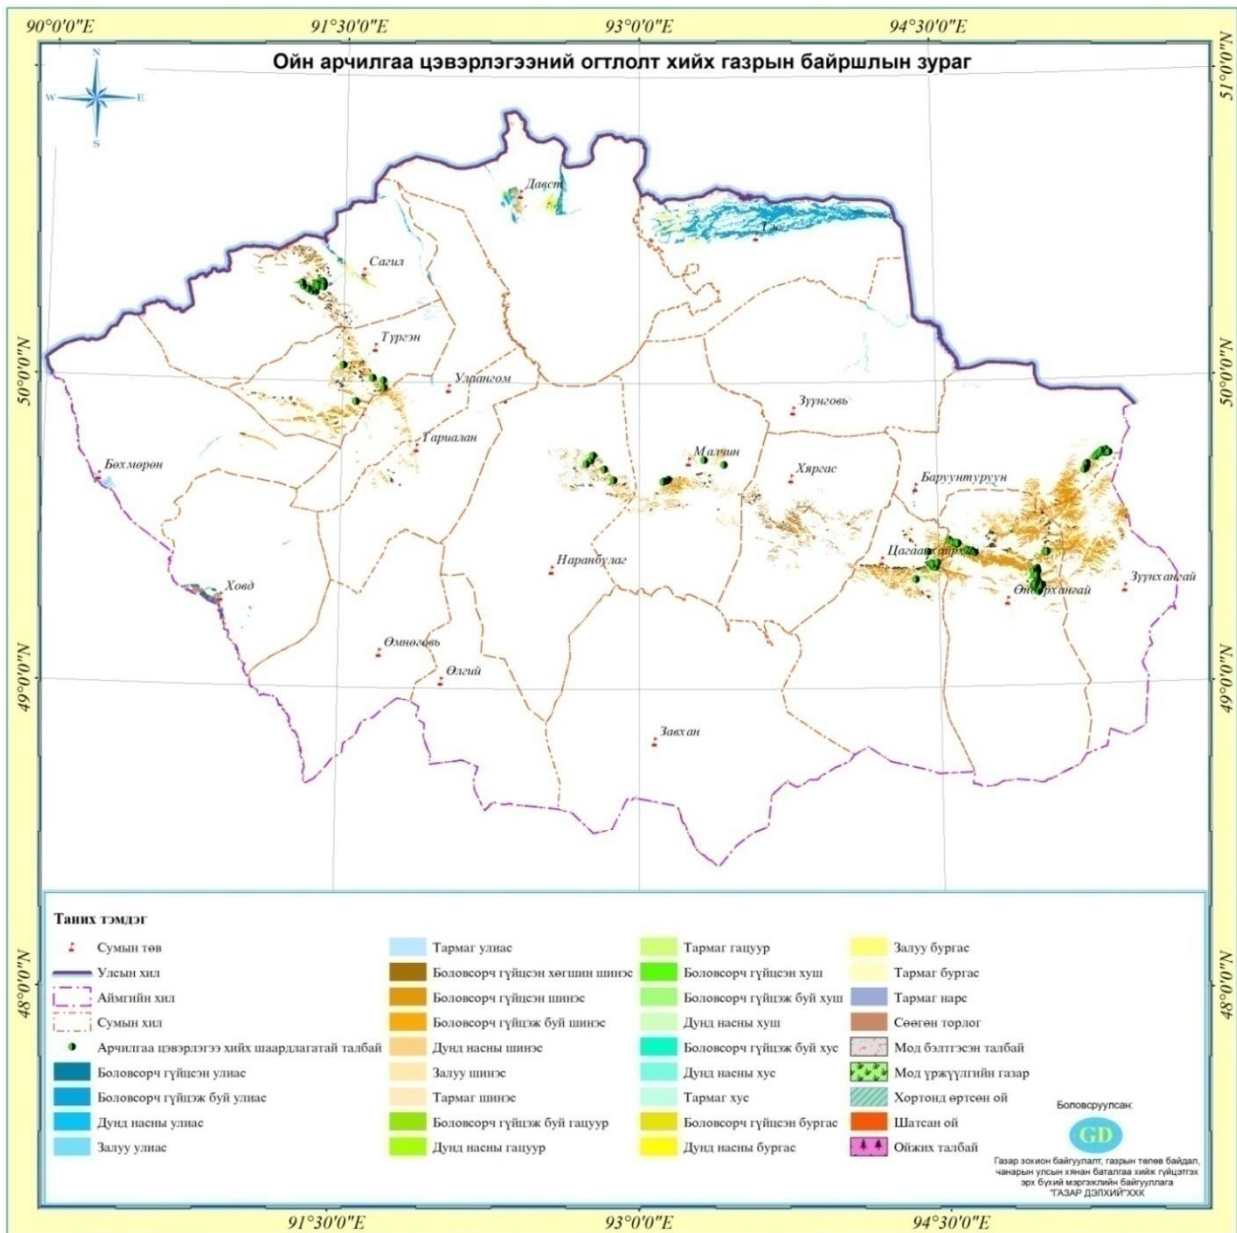 90°0'0"E 91°30'0"E 93°0'0"E 94°30'0"E
Ойн арчилгаа цэвэрлэгээний огтлолт хийх газрын байршлын зураг
51°0'0"N
51°0'0"N
N
W E
S
Давст
Тэс
Сагил
Түргэн
50°0'0"N
50°0'0"N
Улаангом
Зүүнговь
Тариалан
Малчин
Бөхмөрөн
Хяргас
Баруунтуруун
Цагаанхайрхан
Наранбулаг
Ховд
Зүүнхангай
Өндөрхангай
Өмнөговь
Өлгий
49°0'0"N
49°0'0"N
Завхан
Таних тэмдэг
Сумын төв
Улсын хил
Аймгийн хил
Сумын хил
Арчилгаа цэвэрлэгээ хийх шаардлагатай талбай
Боловсорч гүйцсэн улиас
Боловсорч гүйцэж буй улиас
Дунд насны улиас
Залуу улиас
Тармаг улиас
Боловсорч гүйцсэн хөгшин шинэс
Боловсорч гүйцсэн шинэс
Боловсорч гүйцэж буй шинэс
Дунд насны шинэс
Залуу шинэс
Тармаг шинэс
Боловсорч гүйцэж буй гацуур
Дунд насны гацуур
Тармаг гацуур
Боловсорч гүйцсэн хуш
Боловсорч гүйцэж буй хуш
Дунд насны хуш
Боловсорч гүйцэж буй хус
Дунд насны хус
Тармаг хус
Боловсорч гүйцсэн бургас
Дунд насны бургас
Залуу бургас
Тармаг бургас
Тармаг нарс
Сөөгөн торлог
Мод бэлтгэсэн талбай
Мод үржүүлгийн газар
Хортонд өртсөн ой
Шатсан ой
Ойжих талбай
48°0'0"N
48°0'0"N
Боловсруулсан:
GD
Газар зохион байгуулалт, газрын төлөв байдал,
чанарын улсын хянан баталгаа хийж гүйцэтгэх
эрх бүхий мэргэжлийн байгууллага
"ГАЗАР ДЭЛХИЙ"ХХК
91°30'0"E 93°0'0"E 94°30'0"E